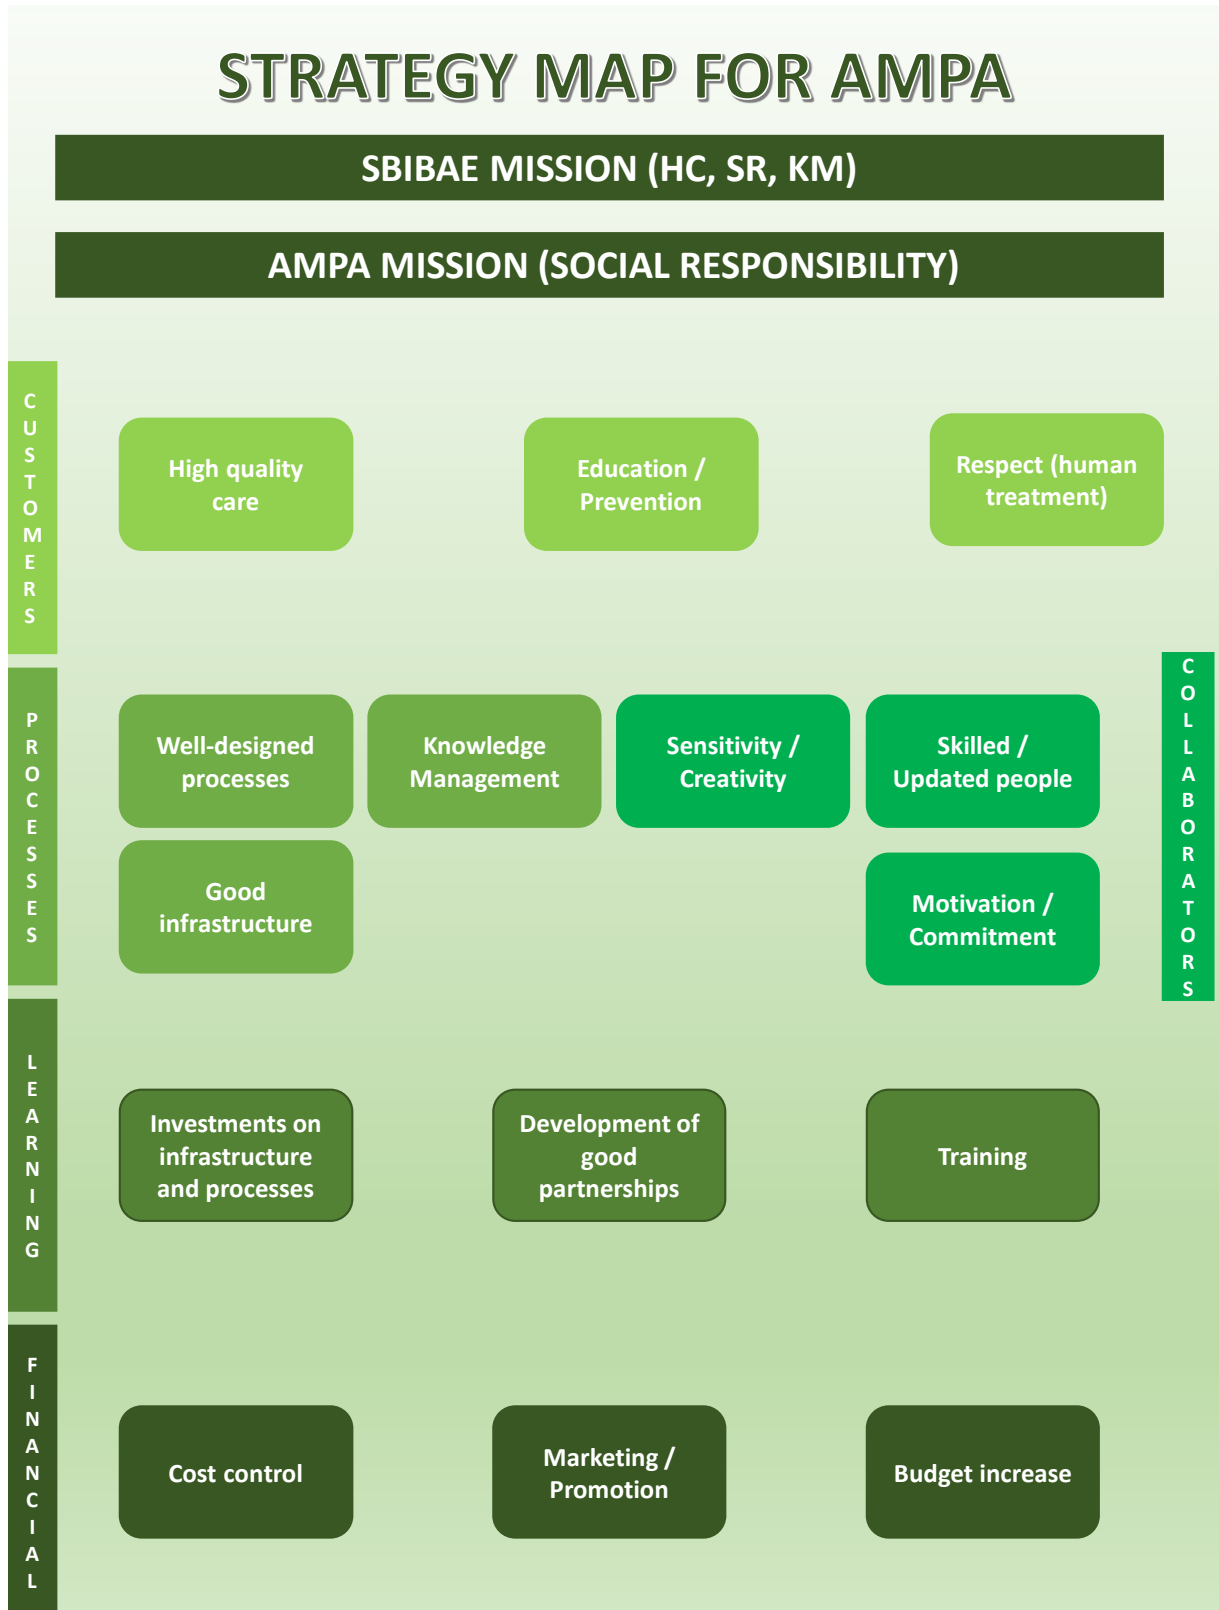 STRATEGY MAP FOR AMPA
SBIBAE MISSION (HC, SR, KM)
AMPA MISSION (SOCIAL RESPONSIBILITY)
CUSTOMERS
High quality
care
Education /
Prevention
Respect (human
treatment)
PROCESSES
Well-designed
processes
Knowledge
Management
Sensitivity /
Creativity
Skilled /
Updated people
Good
infrastructure
Motivation /
Commitment
COLLABORATORS
LEARNING
Investments on
infrastructure
and processes
Development of
good
partnerships
Training
FINANCIAL
Cost control
Marketing /
Promotion
Budget increase